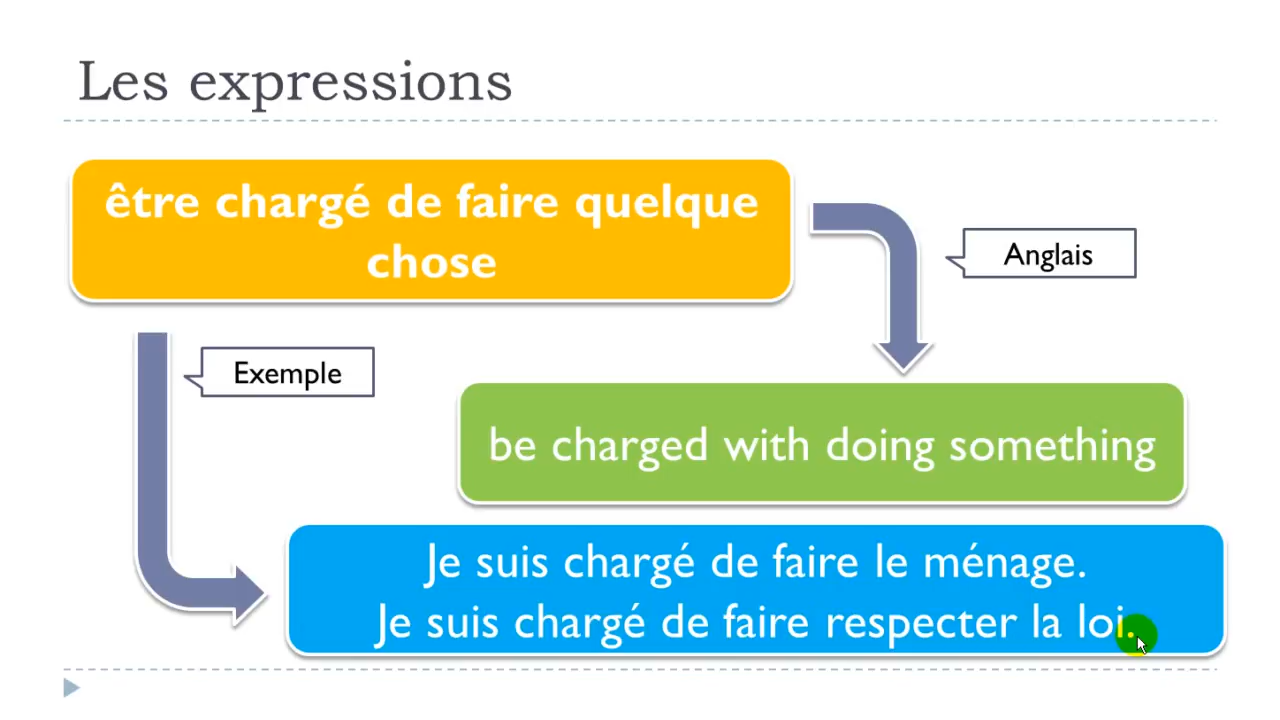 Les expressions
être chargé de faire quelque
chose
Anglais
Exemple
be charged with doing something
Je suis chargé de faire le ménage.
Je suis chargé de faire respecter la loi.